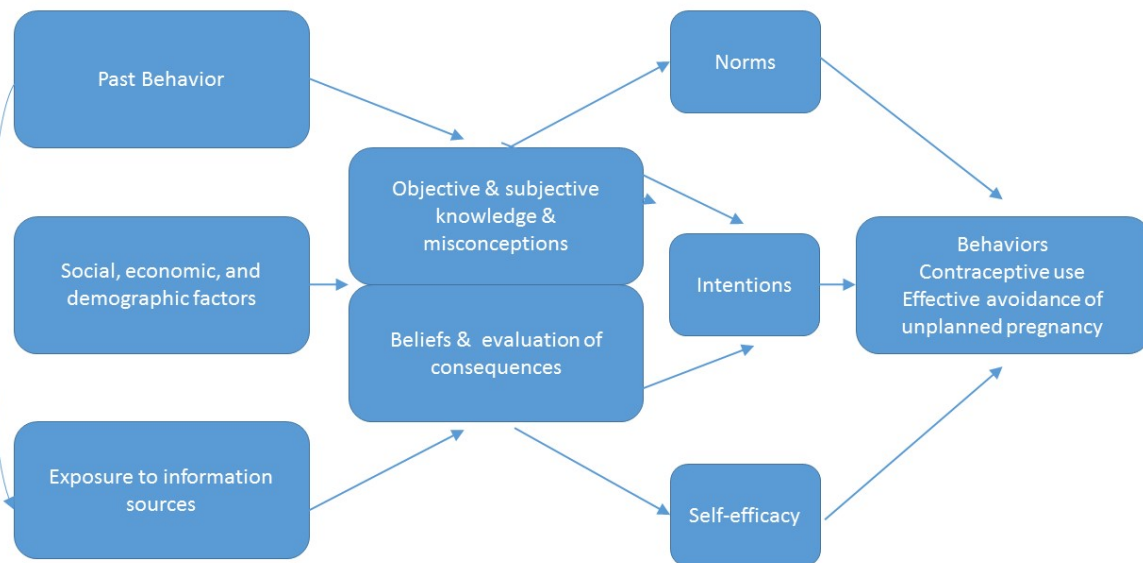 Past Behavior
Social, economic, and
demographic factors
Exposure to information
sources
Objective & subjective
knowledge &
misconceptions
Beliefs & evaluation of
consequences
Norms
Intentions
Self-efficacy
Behaviors
Contraceptive use
Effective avoidance of
unplanned pregnancy